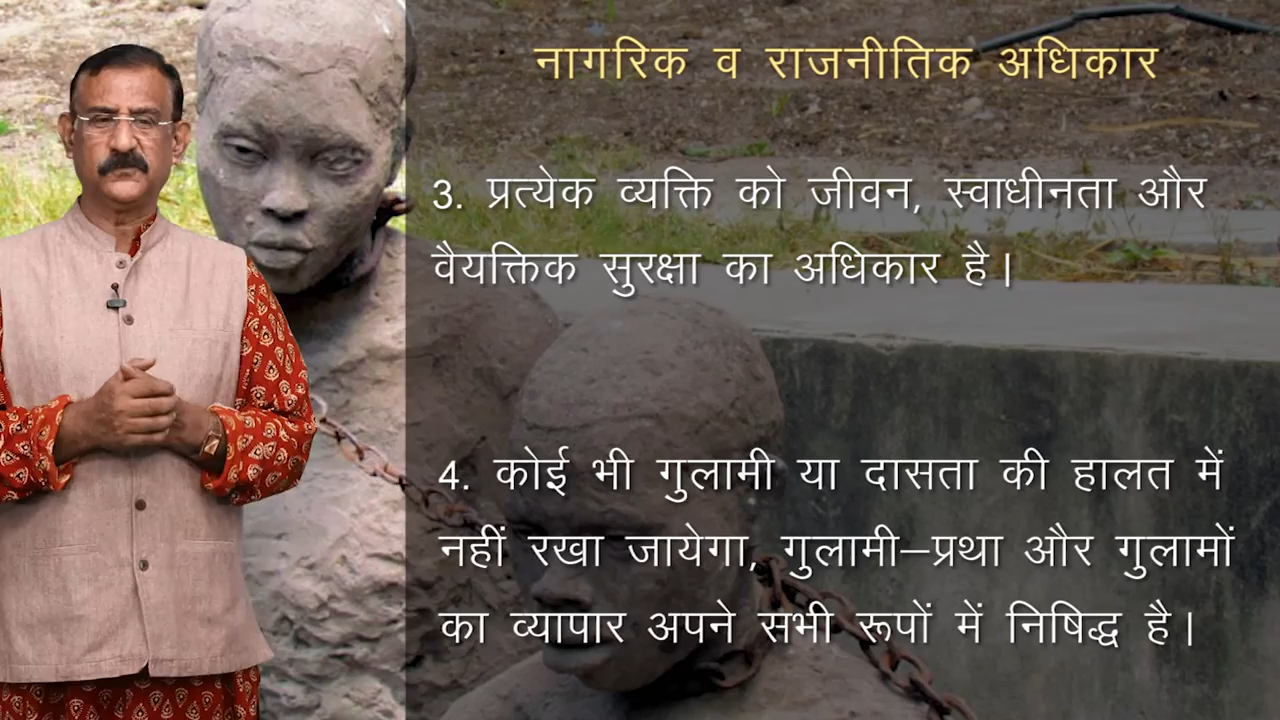 नागरिक व राजनीतिक अधिकार
3. प्रत्येक व्यक्ति को जीवन, स्वाधीनता और
वैयक्तिक सुरक्षा का अधिकार है।
4. कोई भी गुलामी या दासता की हालत में
नहीं रखा जायेगा, गुलामी–प्रथा और गुलामों
का व्यापार अपने सभी रूपों में निषिद्ध है।